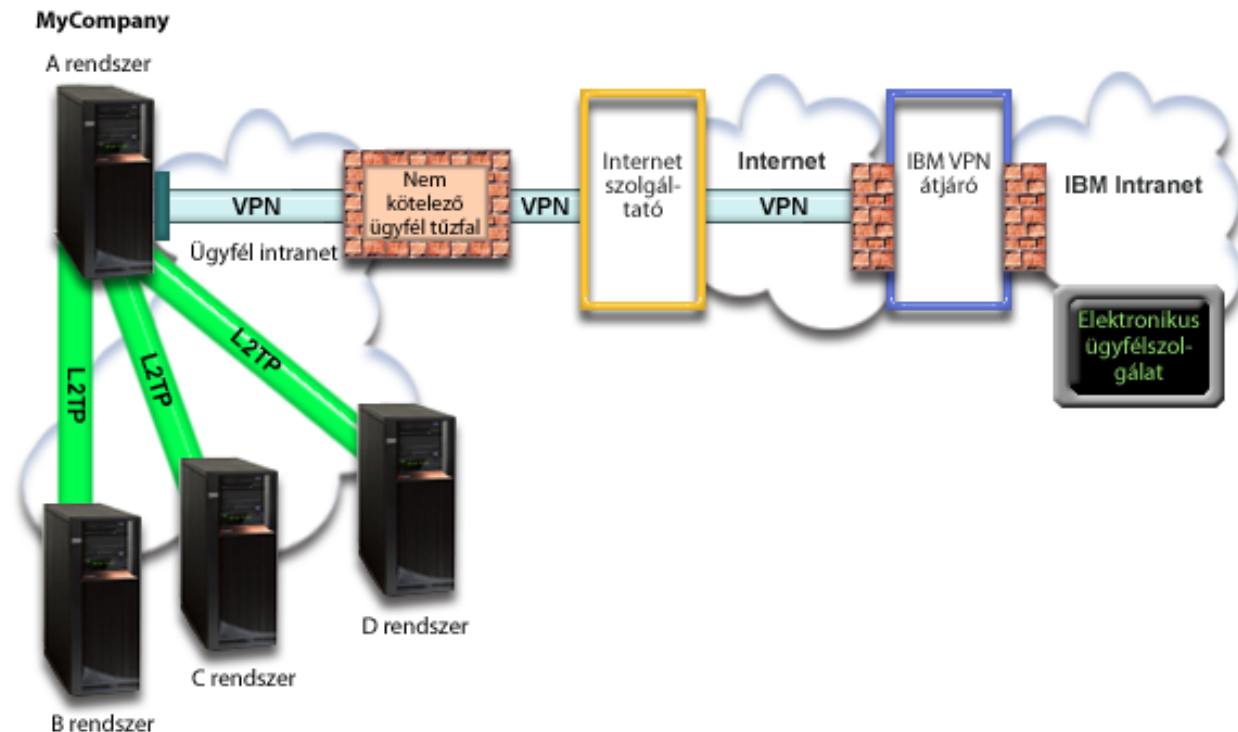 MyCompany
A rendszer
VPN
Ügyfél intranet
Nem
kötelező
ügyfél tűzfal
VPN
Internet
szolgál-
tató
Internet
VPN
IBM VPN
átjáró
IBM Intranet
Elektronikus
ügyfélszol-
gálat
L2TP
L2TP
L2TP
B rendszer
C rendszer
D rendszer